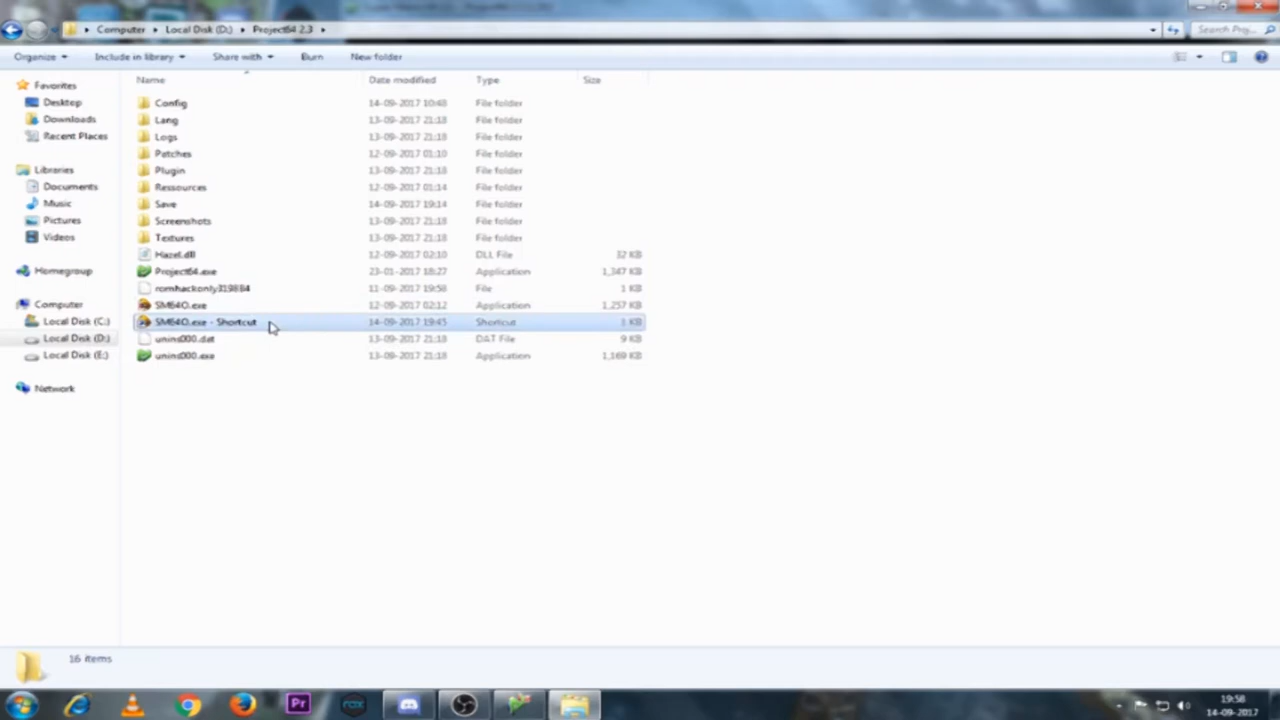 Computer Local Disk (D:) Project64 2.3 Search Proj...
Organize Include in library Share with Burn New folder
Name Date modified Type Size
Favorites
Desktop
Downloads
Recent Places
Libraries
Documents
Music
Pictures
Videos
Homegroup
Computer
Local Disk (C:)
Local Disk (D:)
Local Disk (E:)
Network
Config 14-09-2017 10:48 File folder
Lang 13-09-2017 21:18 File folder
Logs 13-09-2017 21:18 File folder
Patches 12-09-2017 01:10 File folder
Plugin 13-09-2017 21:18 File folder
Ressources 12-09-2017 01:14 File folder
Save 14-09-2017 19:14 File folder
Screenshots 13-09-2017 21:18 File folder
Textures 13-09-2017 21:18 File folder
Hazel.dll 12-09-2017 02:10 DLL File 32 KB
Project64.exe 23-01-2017 18:27 Application 1,347 KB
romhackonly319884 11-09-2017 19:58 File 1 KB
SM64O.exe 12-09-2017 02:12 Application 1,257 KB
SM64O.exe - Shortcut 14-09-2017 19:45 Shortcut 1 KB
unins000.dat 13-09-2017 21:18 DAT File 9 KB
unins000.exe 13-09-2017 21:18 Application 1,169 KB
16 items
Pr
19:58
14-09-2017